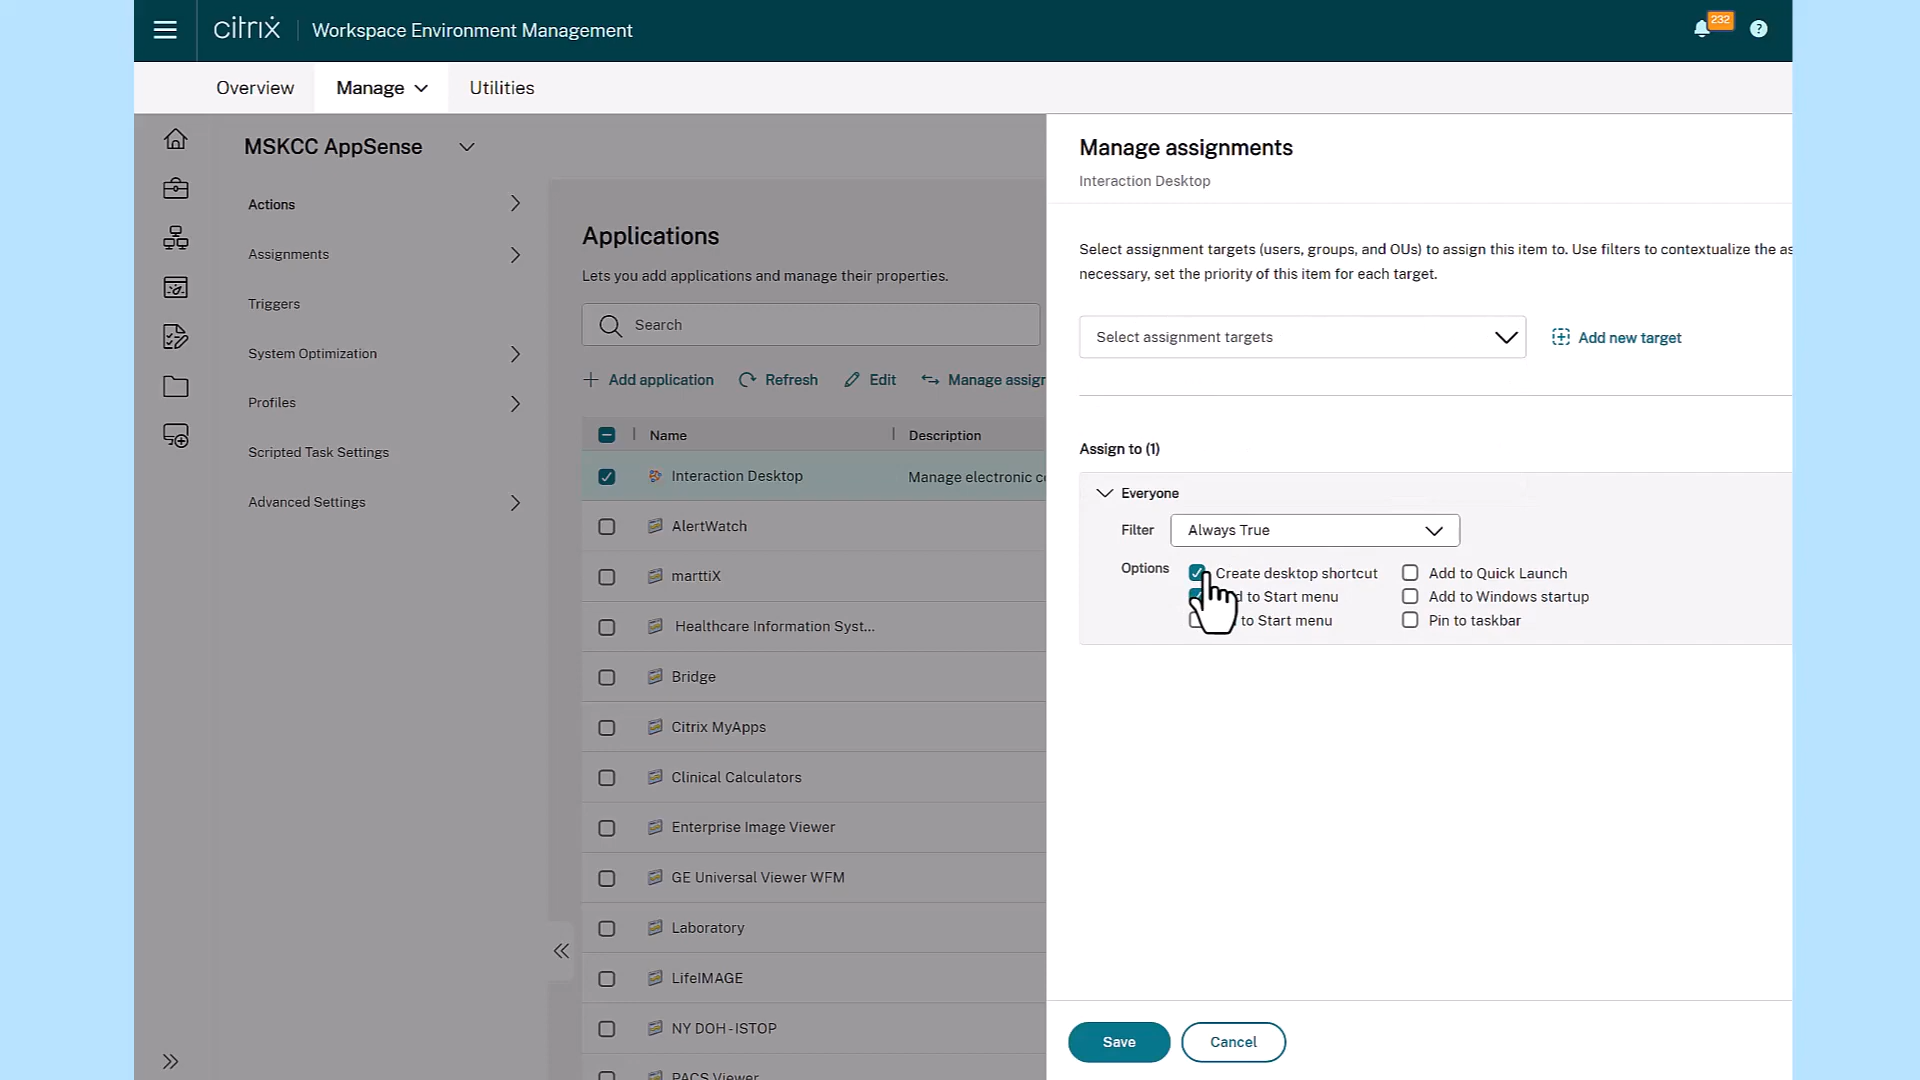 citrix
Workspace Environment Management
232
?
Overview
Manage
Utilities
MSKCC AppSense
Actions
Assignments
Triggers
System Optimization
Profiles
Scripted Task Settings
Advanced Settings
Applications
Lets you add applications and manage their properties.
Search
Add application
Refresh
Edit
Manage assign
Name
Description
Interaction Desktop
Manage electronic c
AlertWatch
marttiX
Healthcare Information Syst...
Bridge
Citrix MyApps
Clinical Calculators
Enterprise Image Viewer
GE Universal Viewer WFM
Laboratory
LifeIMAGE
NY DOH-ISTOP
PACS Viewer
Manage assignments
Interaction Desktop
Select assignment targets (users, groups, and OUs) to assign this item to. Use filters to contextualize the as
necessary, set the priority of this item for each target.
Select assignment targets
Add new target
Assign to (1)
Everyone
Filter
Always True
Options
Create desktop shortcut
Add to Quick Launch
to Start menu
Add to Windows startup
to Start menu
Pin to taskbar
Save
Cancel